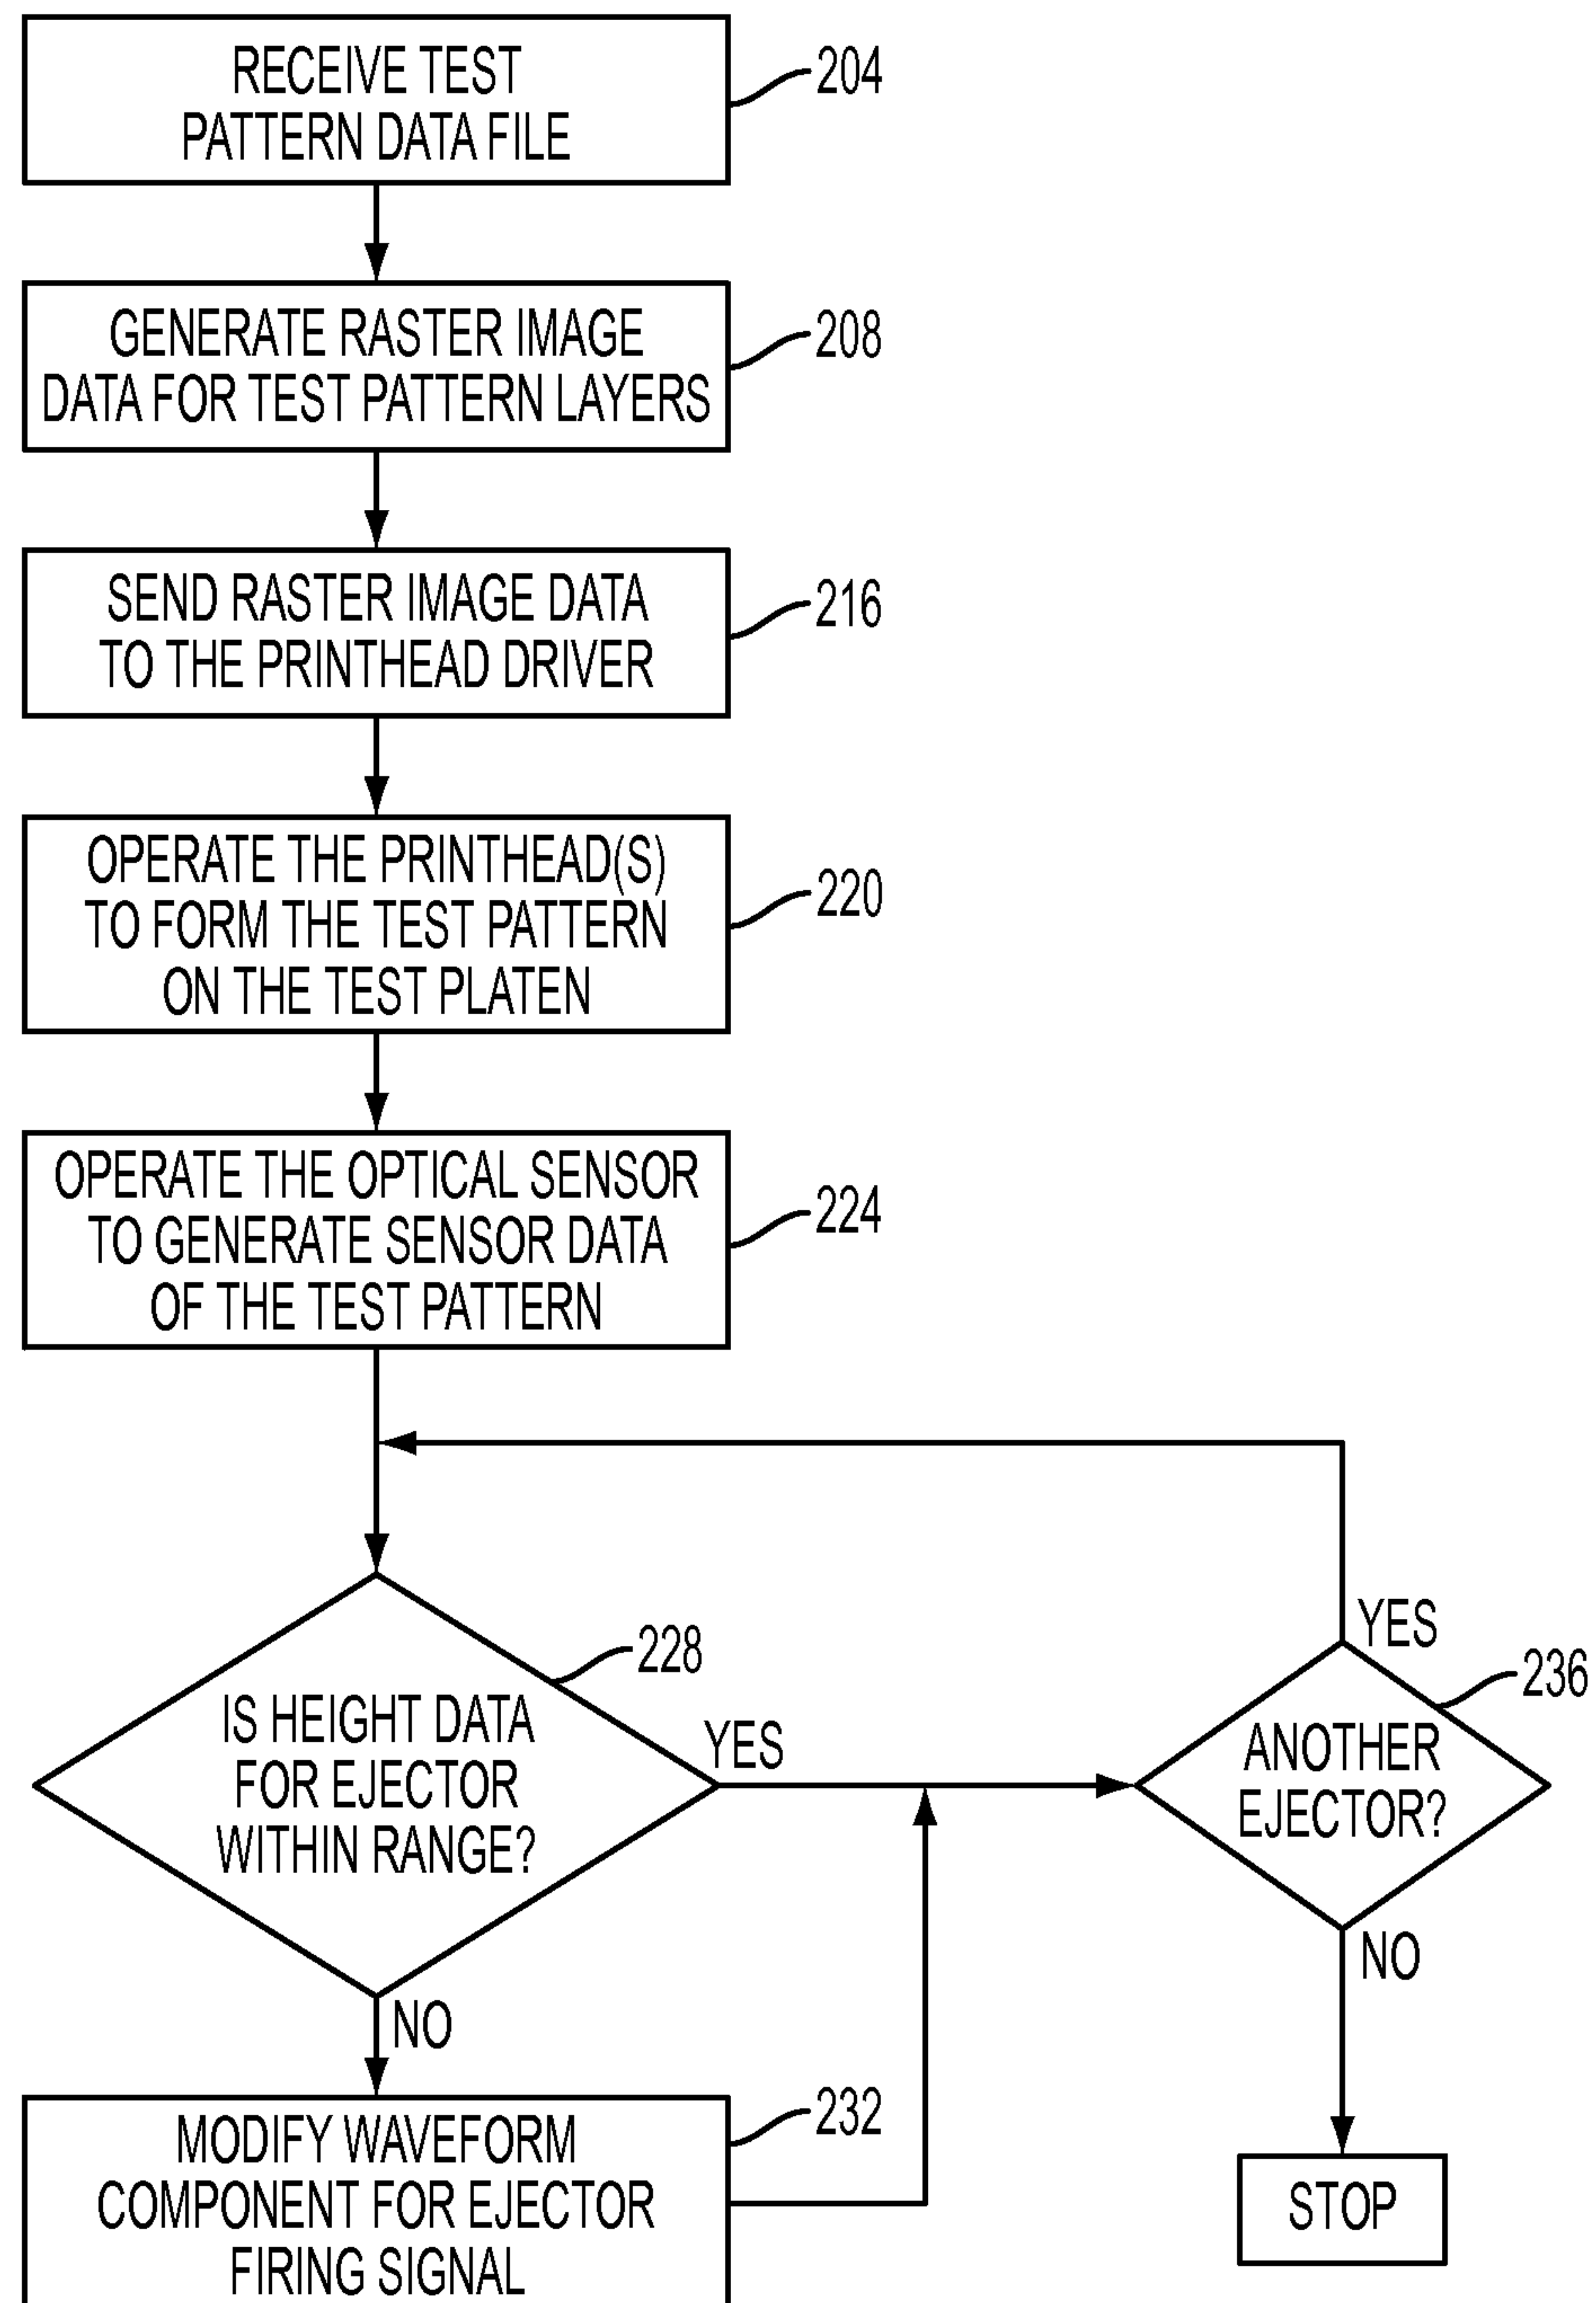 RECEIVE TEST
PATTERN DATA FILE
204
GENERATE RASTER IMAGE
DATA FOR TEST PATTERN LAYERS
208
SEND RASTER IMAGE DATA
TO THE PRINTHEAD DRIVER
216
OPERATE THE PRINTHEAD(S)
TO FORM THE TEST PATTERN
ON THE TEST PLATEN
220
OPERATE THE OPTICAL SENSOR
TO GENERATE SENSOR DATA
OF THE TEST PATTERN
224
IS HEIGHT DATA
FOR EJECTOR
WITHIN RANGE?
228
YES
NO
MODIFY WAVEFORM
COMPONENT FOR EJECTOR
FIRING SIGNAL
232
ANOTHER
EJECTOR?
236
YES
NO
STOP